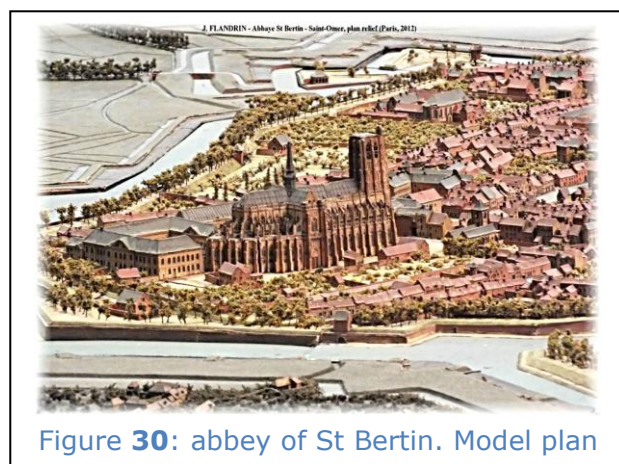 J. FLANDRIN - Abbaye St Bertin - Saint-Omer, plan relief (Paris, 2012)
Figure 30: abbey of St Bertin. Model plan